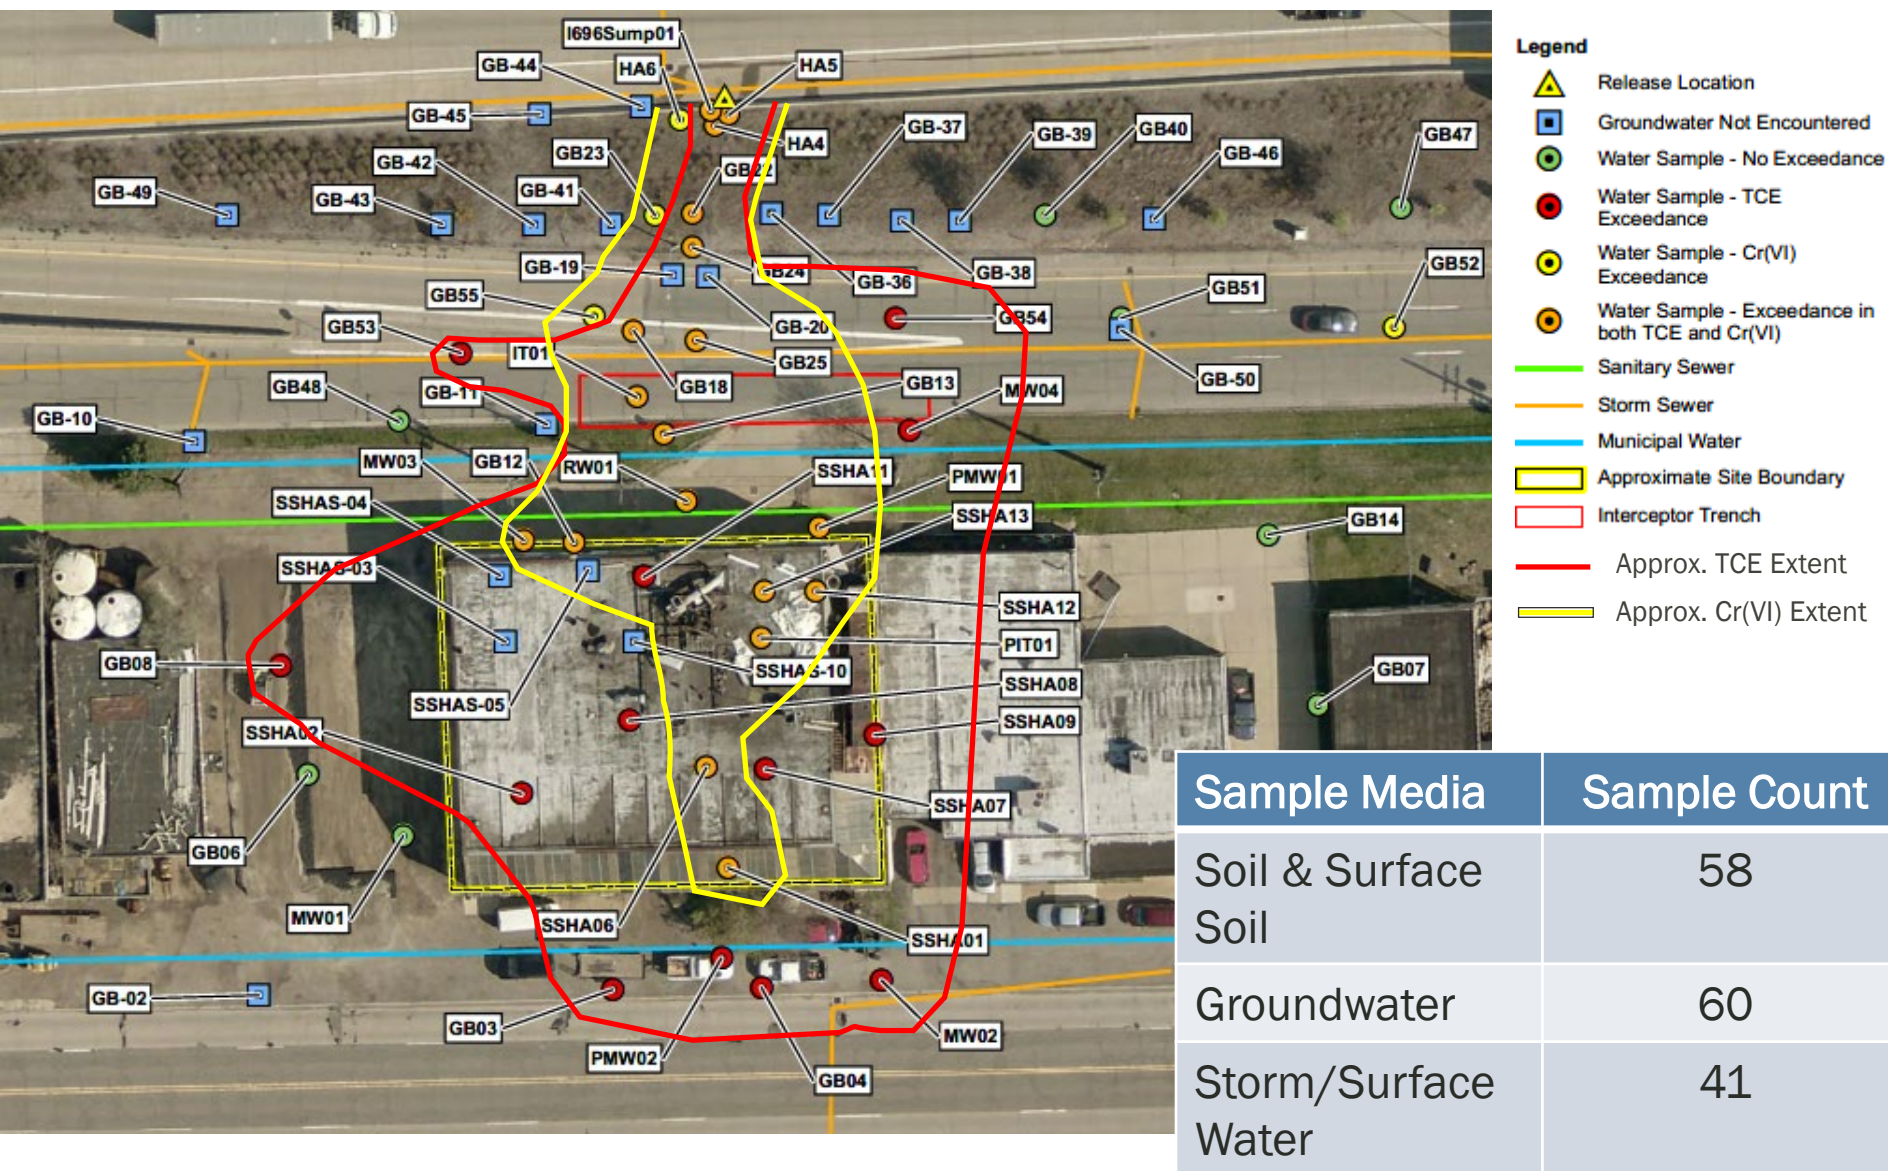 I696Sump01
GB-44
HA6
HA5
GB-45
HA4
GB-37
GB-39
GB40
GB47
GB-42
GB23
GB22
GB-46
GB-49
GB-43
GB-41
GB-19
GB24
GB-36
GB-38
GB52
GB55
GB51
GB53
IT01
GB-20
GB54
GB25
GB48
GB-11
GB18
GB13
MW04
GB-50
GB-10
MW03
GB12
RW01
SSHA11
PMW01
SSHAS-04
SSHA13
GB14
SSHAS-03
SSHA12
PIT01
GB08
SSHAS-10
GB07
SSHAS-05
SSHA08
SSHA02
SSHA09
SSHA07
GB06
MW01
SSHA06
SSHA01
GB-02
GB03
PMW02
MW02
GB04
Legend
Release Location
Groundwater Not Encountered
Water Sample - No Exceedance
Water Sample - TCE
Exceedance
Water Sample - Cr(VI)
Exceedance
Water Sample - Exceedance in
both TCE and Cr(VI)
Sanitary Sewer
Storm Sewer
Municipal Water
Approximate Site Boundary
Interceptor Trench
Approx. TCE Extent
Approx. Cr(VI) Extent
Sample Media Sample Count
Soil & Surface 58
Soil
Groundwater 60
Storm/Surface 41
Water